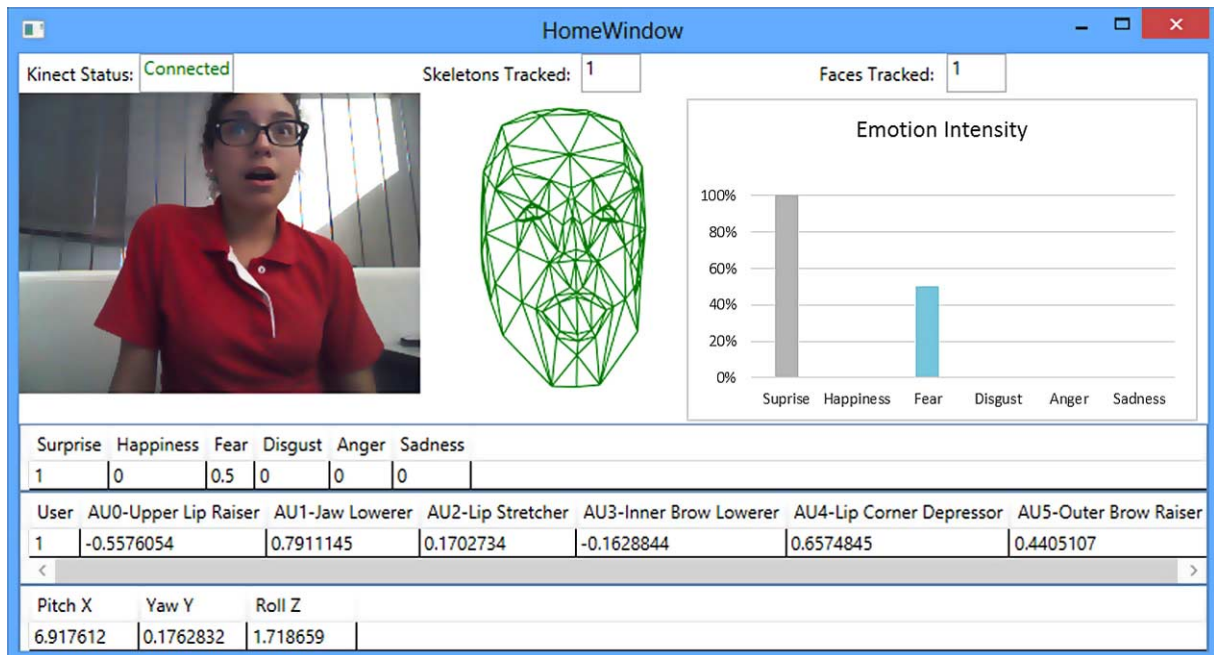 HomeWindow
Kinect Status: Connected Skeletons Tracked: 1 Faces Tracked: 1
Emotion Intensity
100%
80%
60%
40%
20%
0%
Suprise Happiness Fear Disgust Anger Sadness
Surprise Happiness Fear Disgust Anger Sadness
1 0 0.5 0 0 0
User AU0-Upper Lip Raiser AU1-Jaw Lowerer AU2-Lip Stretcher AU3-Inner Brow Lowerer AU4-Lip Corner Depressor AU5-Outer Brow Raiser
1 -0.5576054 0.7911145 0.1702734 -0.1628844 0.6574845 0.4405107
Pitch X Yaw Y Roll Z
6.917612 0.1762832 1.718659